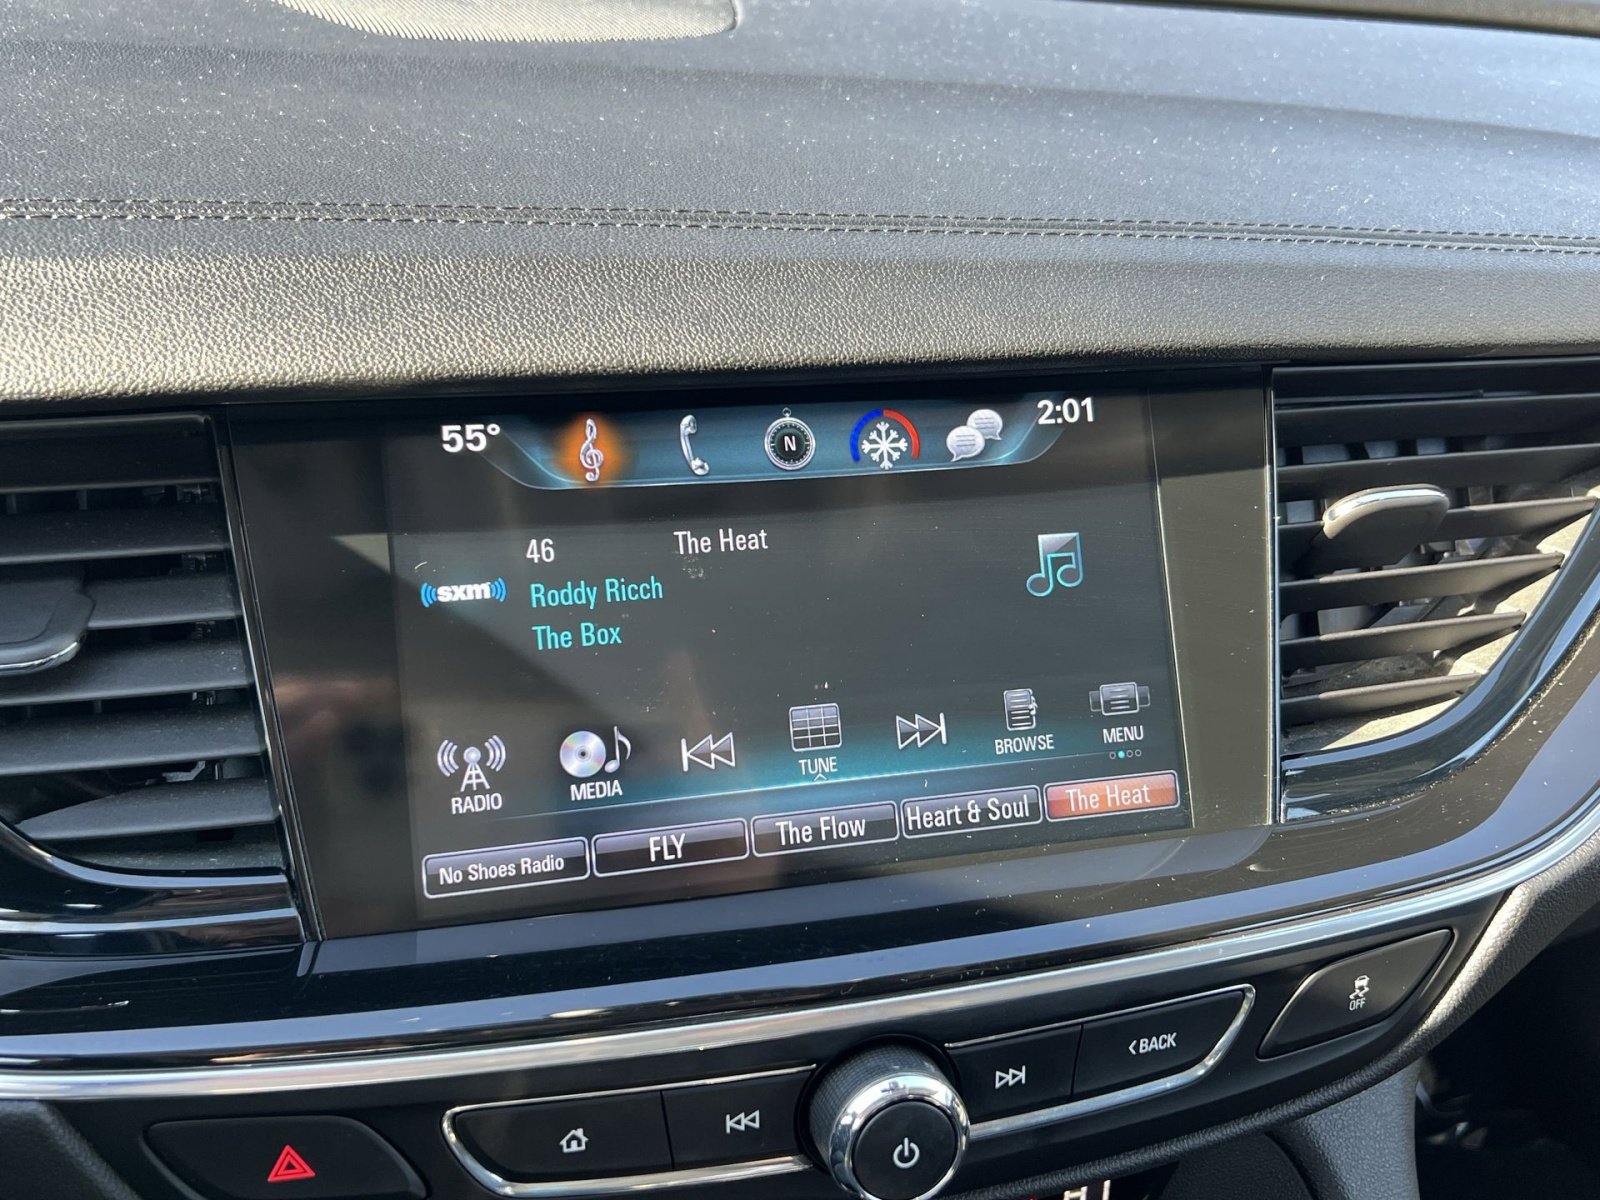 55°
N
2:01
46
The Heat
((sxm))
Roddy Ricch
The Box
RADIO
MEDIA
TUNE
BROWSE
MENU
No Shoes Radio
FLY
The Flow
Heart & Soul
The Heat
OFF
<BACK